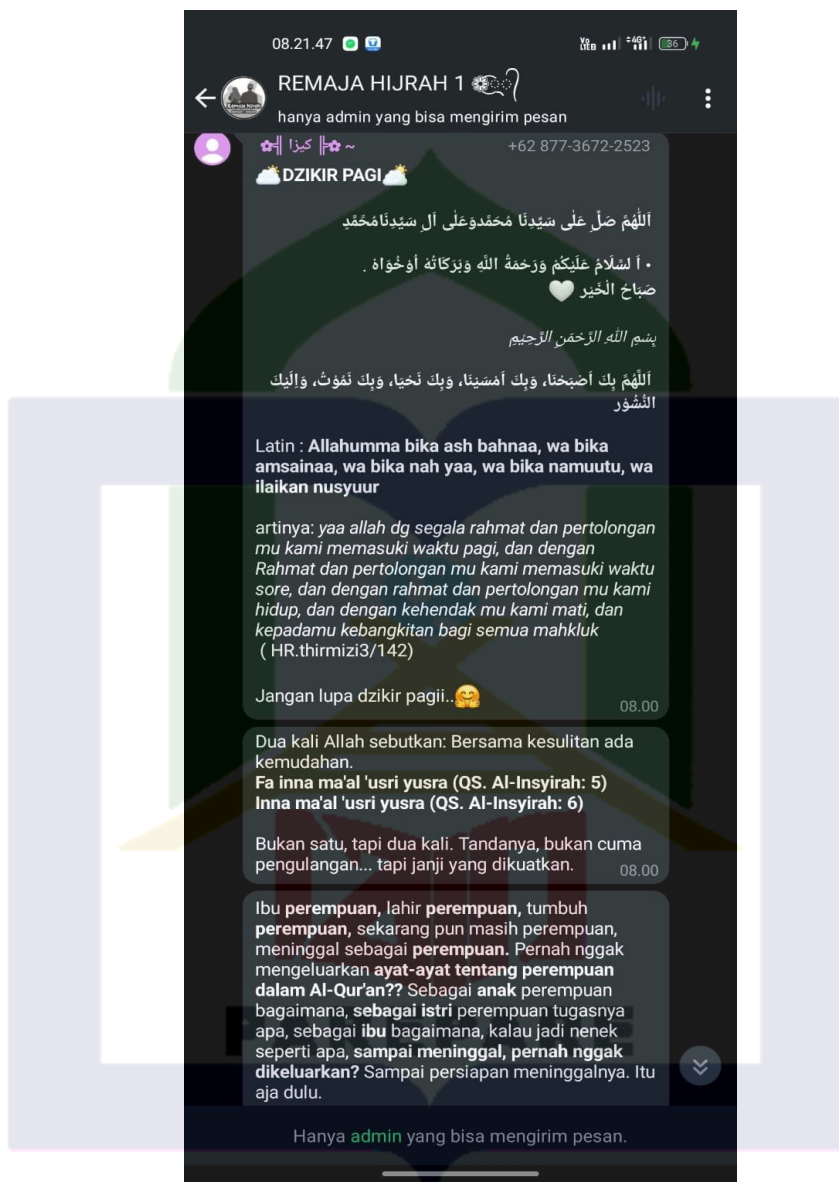 08.21.47
Vo LTE 4G 36
REMAJA HIJRAH 1
hanya admin yang bisa mengirim pesan
~ ✿╠ كيزا ╣✿ +62 877-3672-2523
🌥️DZIKIR PAGI🌥️
اَللّٰهُمَّ صَلِّ عَلٰى سَيِّدِنَا مُحَمَّدوَعَلٰى اٰلِ سَيِّدِنَامُحَمَّدٍ
• اَ لسَّلَامُ عَلَيْكُمْ وَرَحْمَةُ اللَّهِ وَبَرَكَاتُهُ أُوخُوَاهْ .
صَبَاحُ الْخَيْر 🤍
بِسْمِ اللّٰهِ الرَّحْمَنِ الرَّحِيْمِ
اَللَّهُمَّ بِكَ اَصْبَحْنَا، وَبِكَ اَمْسَيْنَا، وَبِكَ نَحْيَا، وَبِكَ نَمُوْتُ، وَاِلَيْكَ
النُّشُوْر
Latin : Allahumma bika ash bahnaa, wa bika
amsainaa, wa bika nah yaa, wa bika namuutu, wa
ilaikan nusyuur
artinya: yaa allah dg segala rahmat dan pertolongan
mu kami memasuki waktu pagi, dan dengan
Rahmat dan pertolongan mu kami memasuki waktu
sore, dan dengan rahmat dan pertolongan mu kami
hidup, dan dengan kehendak mu kami mati, dan
kepadamu kebangkitan bagi semua mahkluk
( HR.thirmizi3/142)
Jangan lupa dzikir pagii..🤗
08.00
Dua kali Allah sebutkan: Bersama kesulitan ada
kemudahan.
Fa inna ma'al 'usri yusra (QS. Al-Insyirah: 5)
Inna ma'al 'usri yusra (QS. Al-Insyirah: 6)
Bukan satu, tapi dua kali. Tandanya, bukan cuma
pengulangan... tapi janji yang dikuatkan.
08.00
Ibu perempuan, lahir perempuan, tumbuh
perempuan, sekarang pun masih perempuan,
meninggal sebagai perempuan. Pernah nggak
mengeluarkan ayat-ayat tentang perempuan
dalam Al-Qur'an?? Sebagai anak perempuan
bagaimana, sebagai istri perempuan tugasnya
apa, sebagai ibu bagaimana, kalau jadi nenek
seperti apa, sampai meninggal, pernah nggak
dikeluarkan? Sampai persiapan meninggalnya. Itu
aja dulu.
Hanya admin yang bisa mengirim pesan.